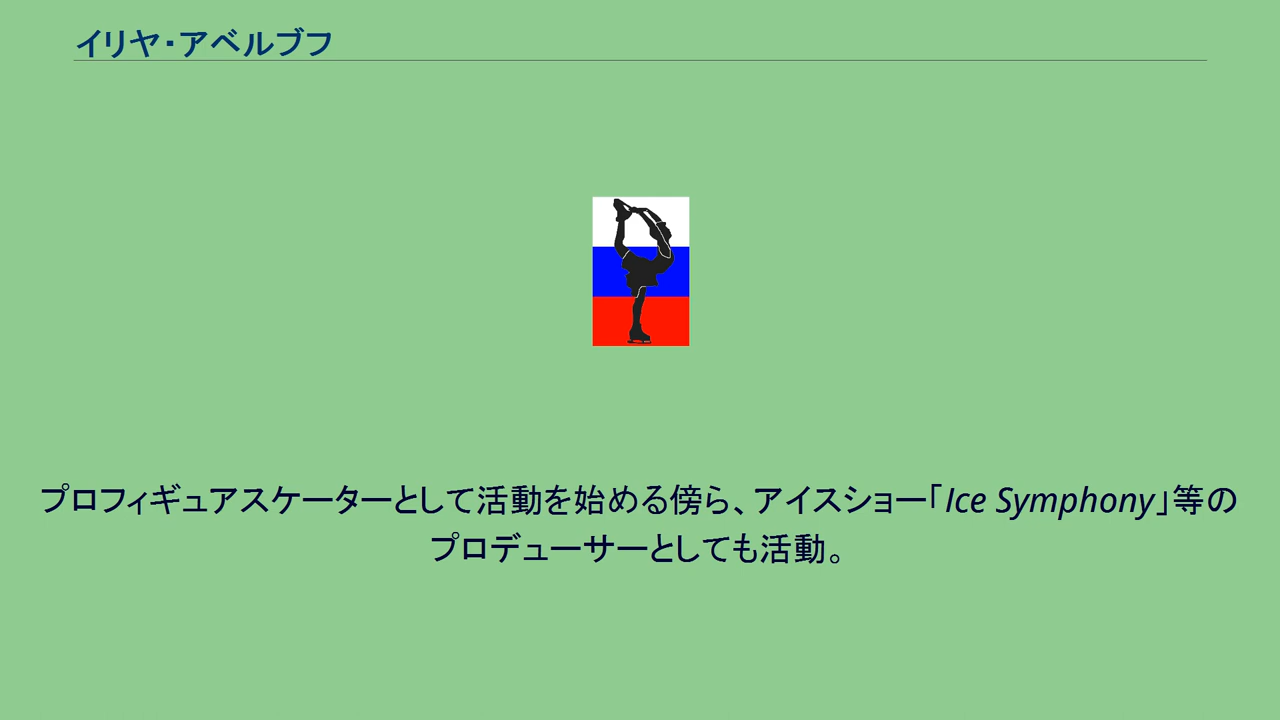 イリヤ・アベルブフ
プロフィギュアスケーターとして活動を始める傍ら、アイスショー「Ice Symphony」等の
プロデューサーとしても活動。